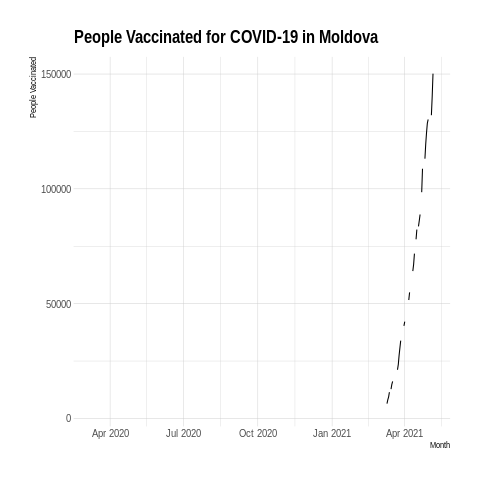 People Vaccinated for COVID-19 in Moldova
People Vaccinated
150000
100000
50000
0
Apr 2020 Jul 2020 Oct 2020 Jan 2021 Apr 2021
Month